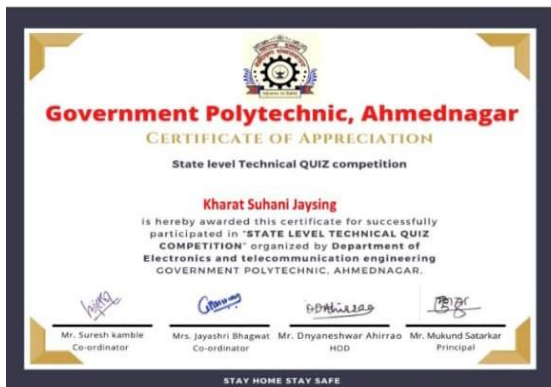 Government Polytechnic, Ahmednagar
CERTIFICATE OF APPRECIATION
State level Technical QUIZ competition
Kharat Suhani Jaysing
is hereby awarded this certificate for successfully
participated in "STATE LEVEL TECHNICAL QUIZ
COMPETITION" organized by Department of
Electronics and telecommunication engineering
GOVERNMENT POLYTECHNIC, AHMEDNAGAR.
DDAhirrao
Mr. Suresh kamble
Co-ordinator
Mrs. Jayashri Bhagwat
Co-ordinator
Mr. Dnyaneshwar Ahirrao
HOD
Mr. Mukund Satarkar
Principal
STAY HOME STAY SAFE